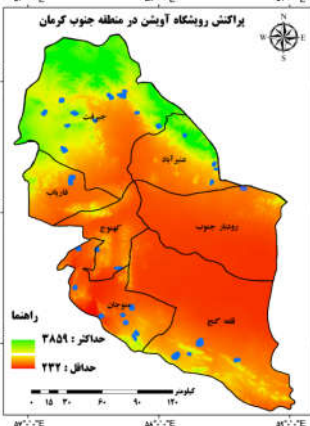 پراکنش رویشگاه آویشن در منطقه جنوب کرمان
N
W E
S
جیرفت
عنبرآباد
فاریاب
رودبار جنوب
کهنوج
منوجان
قلعه گنج
راهنما
حداکثر : ۳۸۵۹
حداقل : ۲۳۲
کیلومتر
۰ ۱۵ ۳۰ ۶۰ ۹۰ ۱۲۰